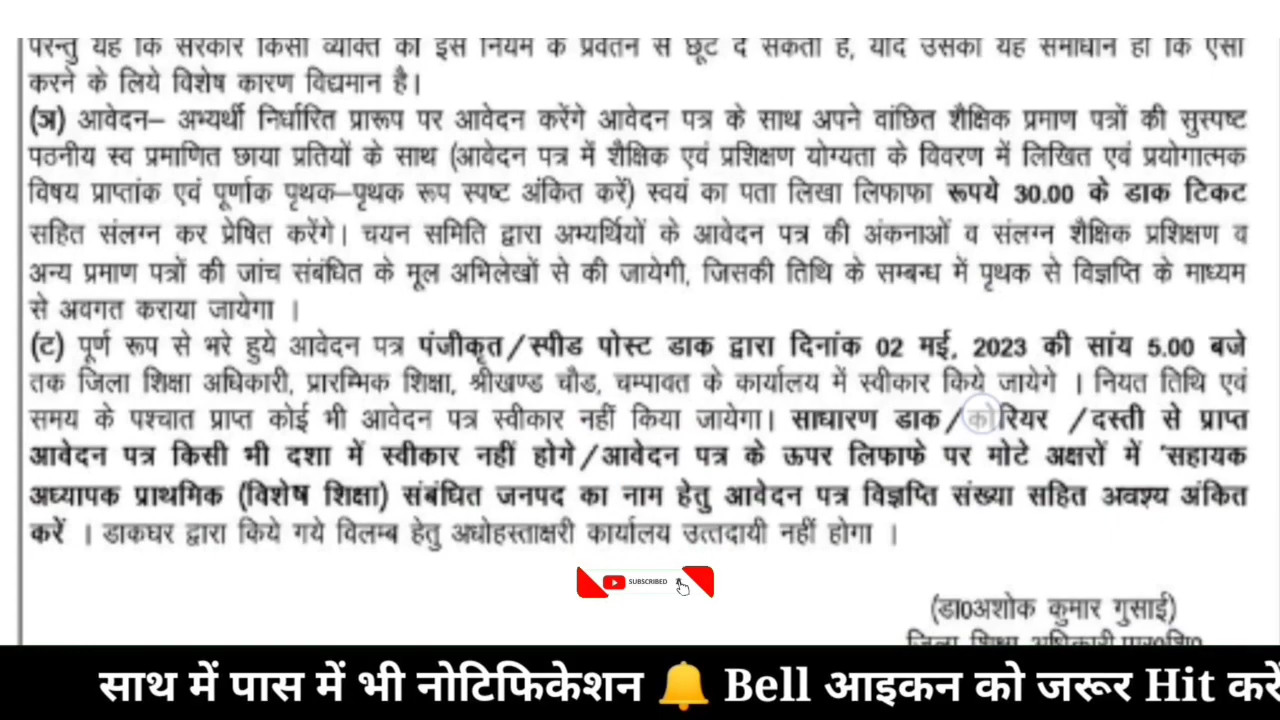 परन्तु यह कि सरकार किसी व्यक्ति को इस नियम के प्रवर्तन से छूट दे सकती है, यदि उसका यह समाधान हो कि ऐसा
करने के लिये विशेष कारण विद्यमान है।
(ञ) आवेदन– अभ्यर्थी निर्धारित प्रारूप पर आवेदन करेंगे आवेदन पत्र के साथ अपने वांछित शैक्षिक प्रमाण पत्रों की सुस्पष्ट
पठनीय स्व प्रमाणित छाया प्रतियों के साथ (आवेदन पत्र में शैक्षिक एवं प्रशिक्षण योग्यता के विवरण में लिखित एवं प्रयोगात्मक
विषय प्राप्तांक एवं पूर्णाक पृथक–पृथक रूप स्पष्ट अंकित करें) स्वयं का पता लिखा लिफाफा रूपये 30.00 के डाक टिकट
सहित संलग्न कर प्रेषित करेंगे। चयन समिति द्वारा अभ्यर्थियों के आवेदन पत्र की अंकनाओं व संलग्न शैक्षिक प्रशिक्षण व
अन्य प्रमाण पत्रों की जांच संबंधित के मूल अभिलेखों से की जायेगी, जिसकी तिथि के सम्बन्ध में पृथक से विज्ञप्ति के माध्यम
से अवगत कराया जायेगा ।
(ट) पूर्ण रूप से भरे हुये आवेदन पत्र पंजीकृत/स्पीड पोस्ट डाक द्वारा दिनांक 02 मई, 2023 की सांय 5.00 बजे
तक जिला शिक्षा अधिकारी, प्रारम्भिक शिक्षा, श्रीखण्ड चौड, चम्पावत के कार्यालय में स्वीकार किये जायेगे । नियत तिथि एवं
समय के पश्चात प्राप्त कोई भी आवेदन पत्र स्वीकार नहीं किया जायेगा। साधारण डाक/कोरियर /दस्ती से प्राप्त
आवेदन पत्र किसी भी दशा में स्वीकार नहीं होगे/आवेदन पत्र के ऊपर लिफाफे पर मोटे अक्षरों में 'सहायक
अध्यापक प्राथमिक (विशेष शिक्षा) संबंधित जनपद का नाम हेतु आवेदन पत्र विज्ञप्ति संख्या सहित अवश्य अंकित
करें । डाकघर द्वारा किये गये विलम्ब हेतु अधोहस्ताक्षरी कार्यालय उत्तदायी नहीं होगा ।
SUBSCRIBED
(डा0अशोक कुमार गुसाई)
जिला शिक्षा अधिकारी,प्रा0शि0
साथ में पास में भी नोटिफिकेशन 🔔 Bell आइकन को जरूर Hit करें